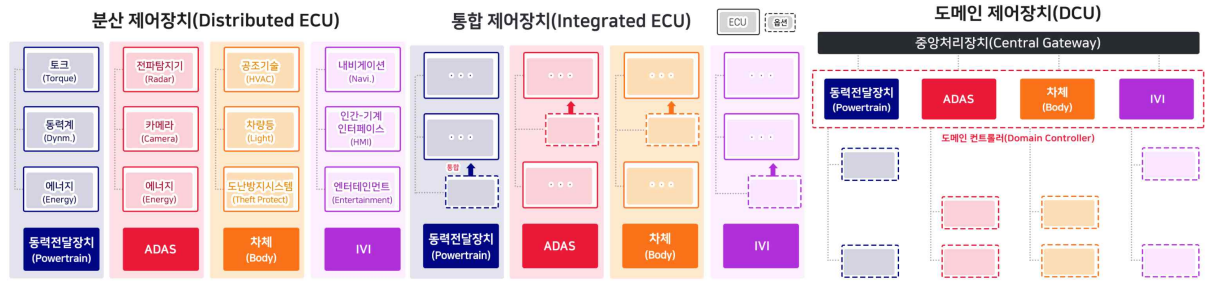 분산 제어장치(Distributed ECU)
토크
(Torque)
동력계
(Dynm.)
에너지
(Energy)
동력전달장치
(Powertrain)
전파탐지기
(Radar)
카메라
(Camera)
에너지
(Energy)
ADAS
공조기술
(HVAC)
차량등
(Light)
도난방지시스템
(Theft Protect)
차체
(Body)
내비게이션
(Navi.)
인간-기계
인터페이스
(HMI)
엔터테인먼트
(Entertainment)
IVI
통합 제어장치(Integrated ECU)
ECU
옵션
통합
동력전달장치
(Powertrain)
ADAS
차체
(Body)
IVI
도메인 제어장치(DCU)
중앙처리장치(Central Gateway)
동력전달장치
(Powertrain)
ADAS
차체
(Body)
IVI
도메인 컨트롤러(Domain Controller)